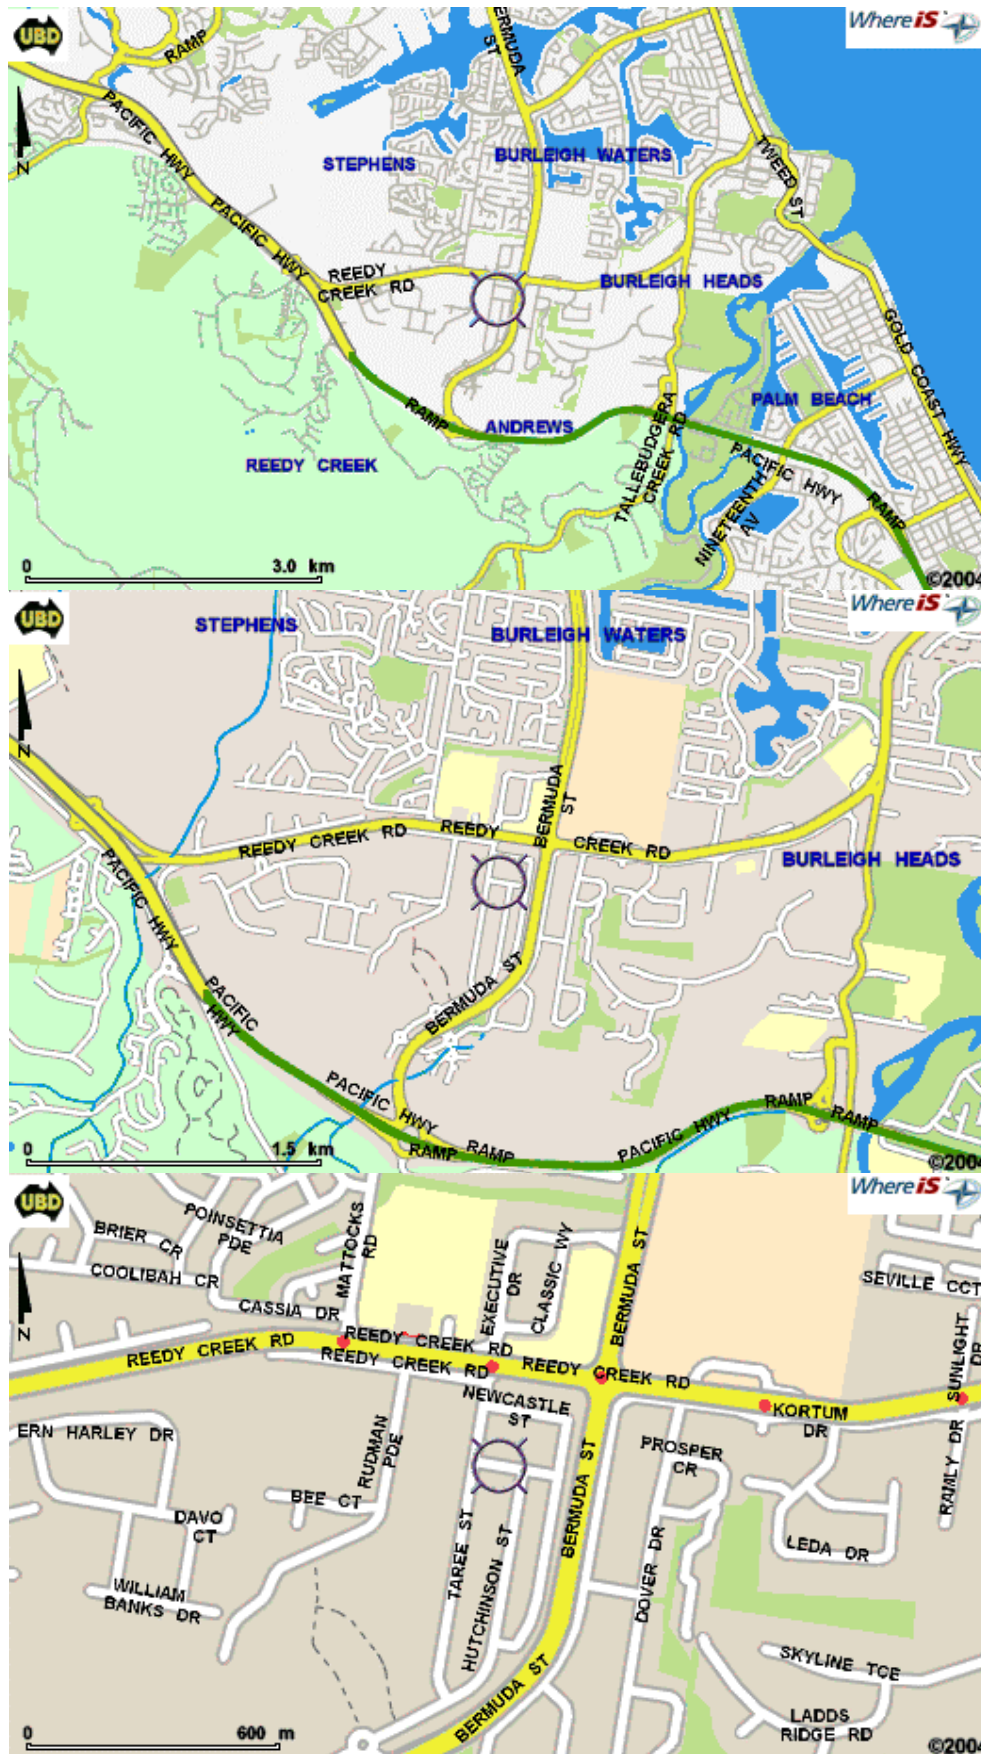 UBD
WhereiS
BERMUDA
ST
RAMP
PACIFIC HWY
STEPHENS
BURLEIGH WATERS
TWEED ST
PACIFIC HWY
REEDY
CREEK RD
BURLEIGH HEADS
GOLD COAST HWY
RAMP
ANDREWS
PALM BEACH
TALLEBUDGERA
CREEK RD
REEDY CREEK
PACIFIC HWY
NINETEENTH
AV
RAMP
N
0 3.0 km
©2004
UBD
WhereiS
STEPHENS
BURLEIGH WATERS
N
BERMUDA
ST
REEDY CREEK RD
REEDY
CREEK RD
BURLEIGH HEADS
PACIFIC HWY
BERMUDA ST
PACIFIC
HWY
PACIFIC HWY
RAMP
RAMP
PACIFIC HWY
RAMP
RAMP
0 1.5 km
©2004
UBD
WhereiS
POINSETTIA
PDE
BRIER CR
COOLIBAH CR
CASSIA DR
MATTOCKS
RD
EXECUTIVE
DR
CLASSIC WY
BERMUDA ST
SEVILLE CCT
N
REEDY CREEK RD
REEDY CREEK RD
REEDY CREEK RD
REEDY CREEK RD
SUNLIGHT
DR
NEWCASTLE
ST
KORTUM
DR
RAMLY DR
ERN HARLEY DR
RUDMAN
PDE
BEE CT
PROSPER
CR
DAVO
CT
BERMUDA ST
LEDA DR
TAREE ST
HUTCHINSON ST
DOVER DR
WILLIAM
BANKS DR
SKYLINE TCE
BERMUDA ST
LADDS
RIDGE RD
0 600 m
©2004